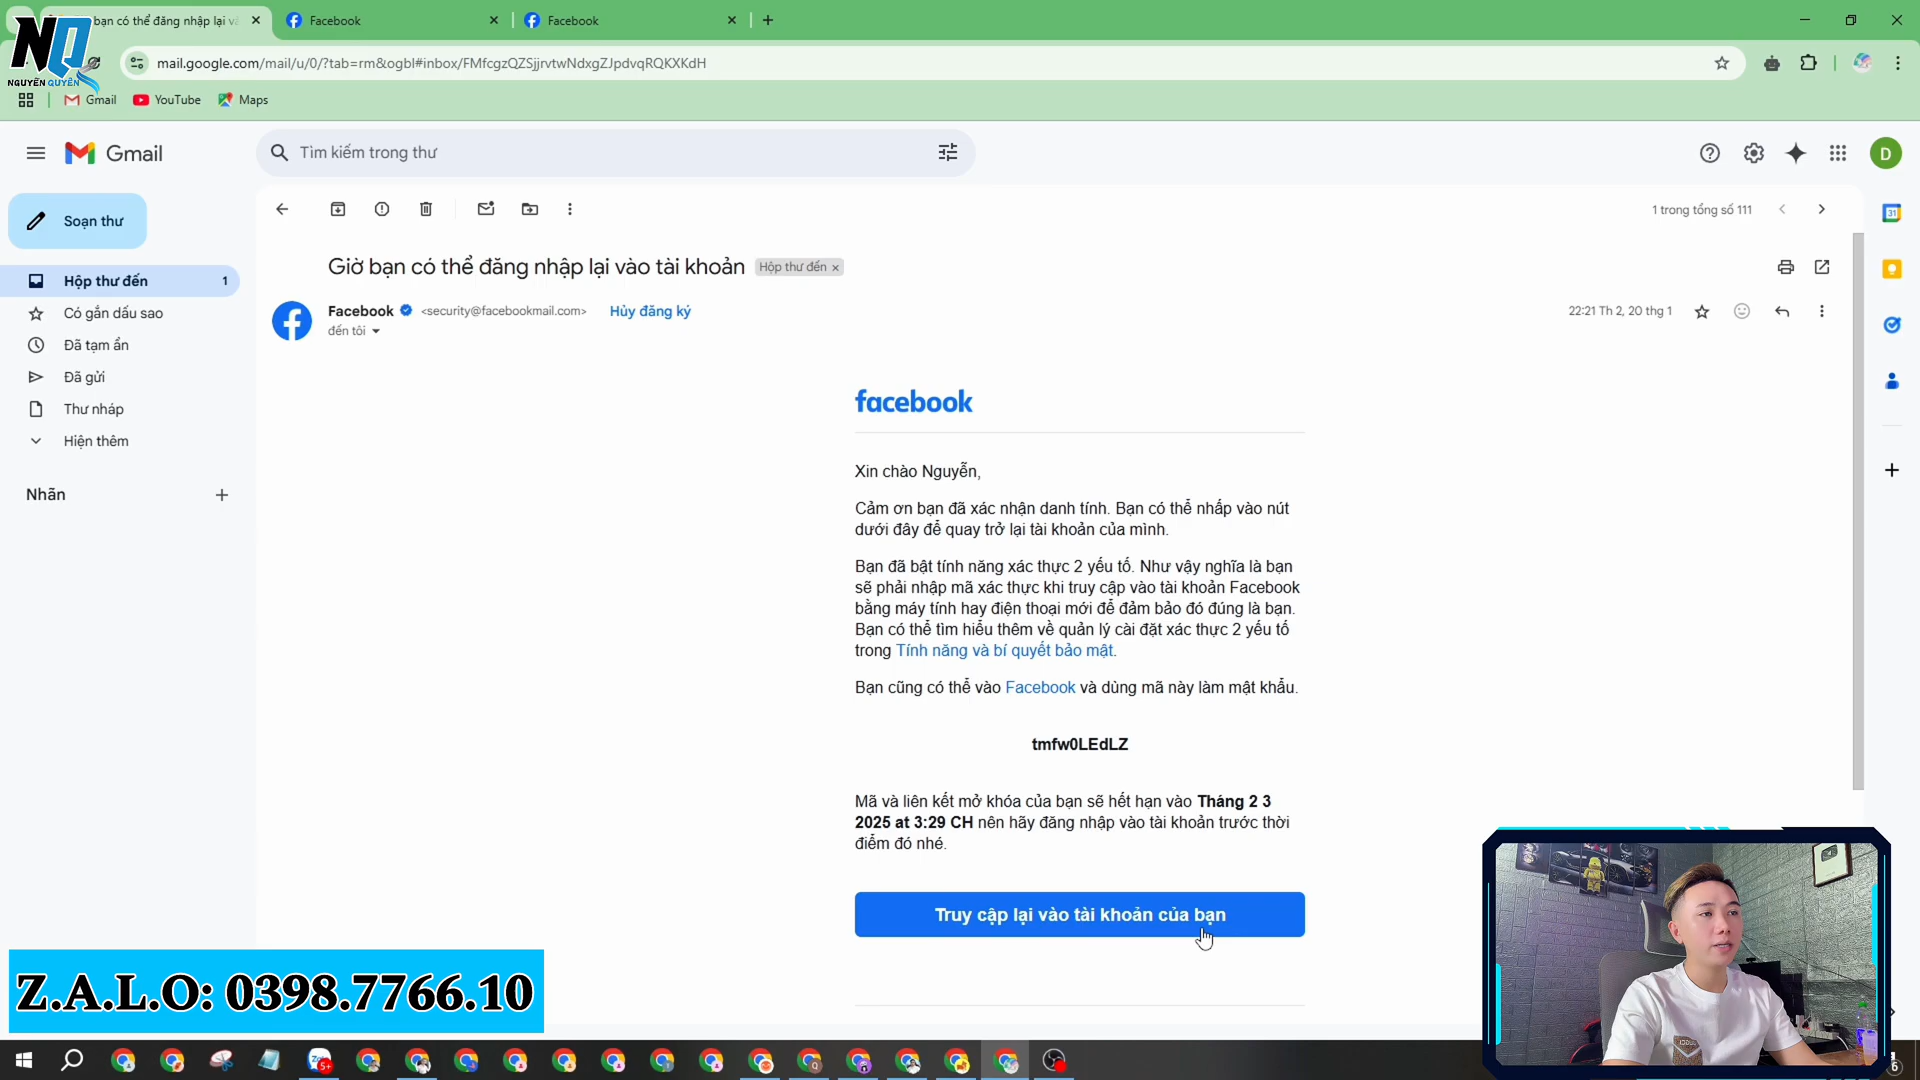 bạn có thể đăng nhập lại và
Facebook
Facebook
NQ
NGUYỄN QUYỀN
mail.google.com/mail/u/0/?tab=rm&ogbl#inbox/FMfcgzQZSjjrvtwNdxgZJpdvqRQKXKdH
Gmail
YouTube
Maps
Gmail
Tìm kiếm trong thư
D
Soạn thư
1 trong tổng số 111
Giờ bạn có thể đăng nhập lại vào tài khoản
Hộp thư đến x
Hộp thư đến 1
Có gắn dấu sao
Đã tạm ẩn
Đã gửi
Thư nháp
Hiện thêm
Nhãn
Facebook <security@facebookmail.com> Hủy đăng ký
22:21 Th 2, 20 thg 1
đến tôi
31
facebook
Xin chào Nguyễn,
Cảm ơn bạn đã xác nhận danh tính. Bạn có thể nhấp vào nút
dưới đây để quay trở lại tài khoản của mình.
Bạn đã bật tính năng xác thực 2 yếu tố. Như vậy nghĩa là bạn
sẽ phải nhập mã xác thực khi truy cập vào tài khoản Facebook
bằng máy tính hay điện thoại mới để đảm bảo đó đúng là bạn.
Bạn có thể tìm hiểu thêm về quản lý cài đặt xác thực 2 yếu tố
trong Tính năng và bí quyết bảo mật.
Bạn cũng có thể vào Facebook và dùng mã này làm mật khẩu.
tmfw0LEdLZ
Mã và liên kết mở khóa của bạn sẽ hết hạn vào Tháng 2 3
2025 at 3:29 CH nên hãy đăng nhập vào tài khoản trước thời
điểm đó nhé.
Truy cập lại vào tài khoản của bạn
Z.A.L.O: 0398.7766.10